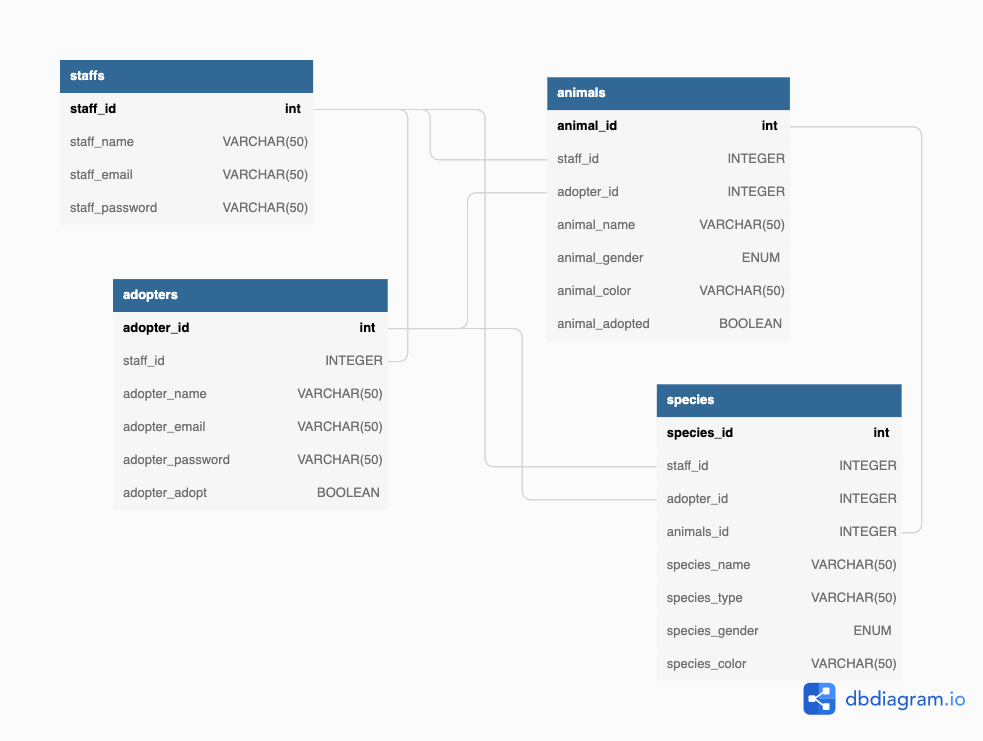 staffs
staff_id int
staff_name VARCHAR(50)
staff_email VARCHAR(50)
staff_password VARCHAR(50)
adopters
adopter_id int
staff_id INTEGER
adopter_name VARCHAR(50)
adopter_email VARCHAR(50)
adopter_password VARCHAR(50)
adopter_adopt BOOLEAN
animals
animal_id int
staff_id INTEGER
adopter_id INTEGER
animal_name VARCHAR(50)
animal_gender ENUM
animal_color VARCHAR(50)
animal_adopted BOOLEAN
species
species_id int
staff_id INTEGER
adopter_id INTEGER
animals_id INTEGER
species_name VARCHAR(50)
species_type VARCHAR(50)
species_gender ENUM
species_color VARCHAR(50)
dbdiagram.io